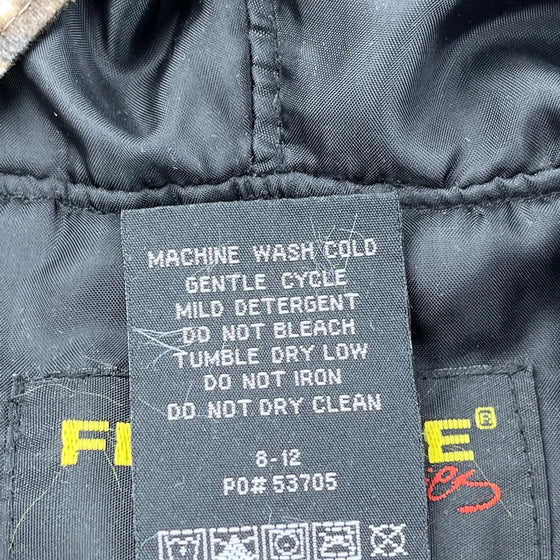 MACHINE WASH COLD
GENTLE CYCLE
MILD DETERGENT
DO NOT BLEACH
TUMBLE DRY LOW
DO NOT IRON
DO NOT DRY CLEAN
8-12
PO# 53705